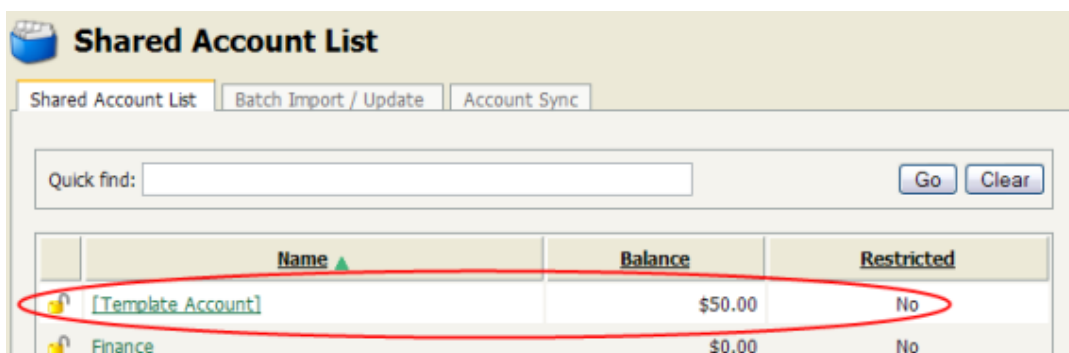 Shared Account List
Shared Account List Batch Import / Update Account Sync
Quick find: Go Clear
Name Balance Restricted
[Template Account] $50.00 No
Finance $0.00 No